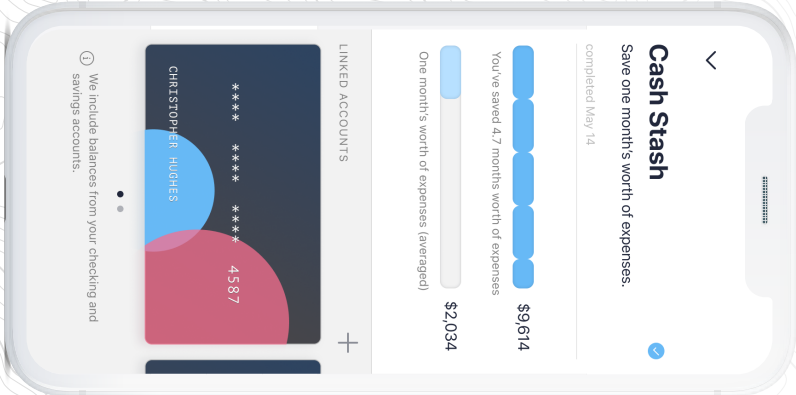 Cash Stash
Save one month's worth of expenses.
completed May 14
$9,614
You've saved 4.7 months worth of expenses
$2,034
One month's worth of expenses (averaged)
LINKED ACCOUNTS
**** **** **** 4587
CHRISTOPHER HUGHES
We include balances from your checking and
savings accounts.